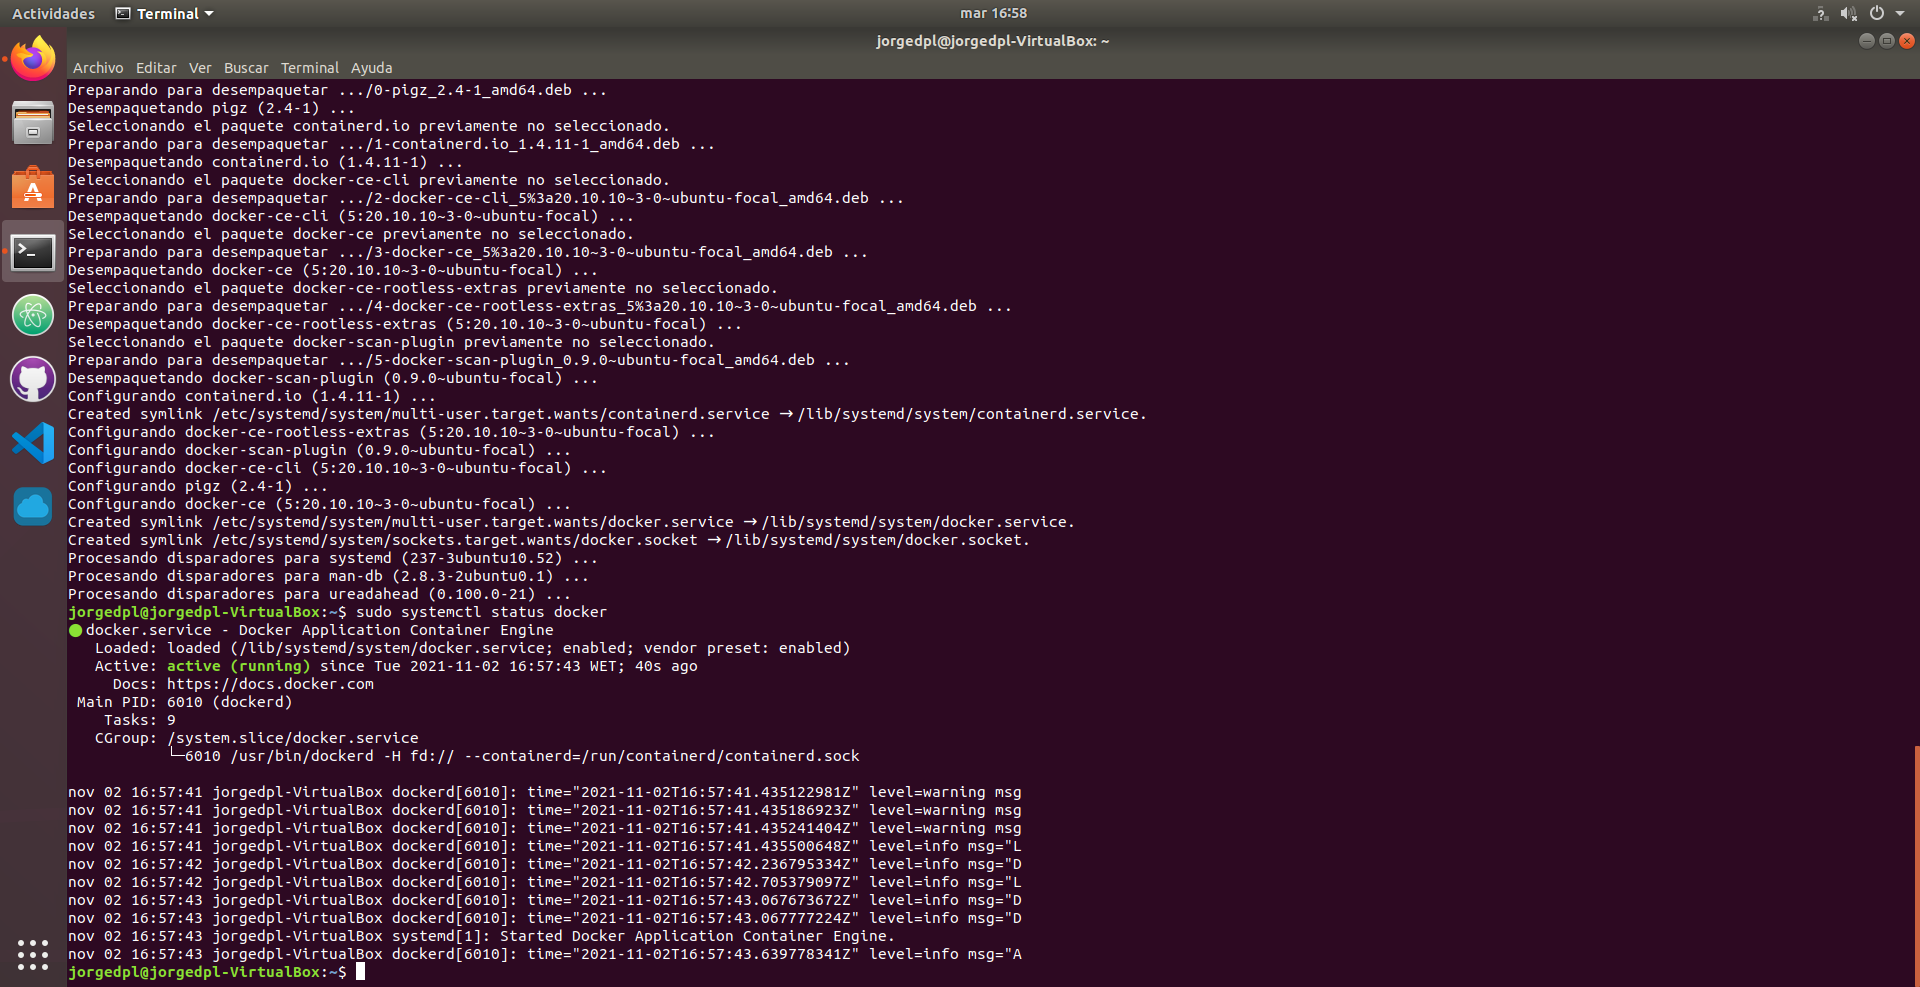 Actividades Terminal mar 16:58
jorgedpl@jorgedpl-VirtualBox: ~
Archivo Editar Ver Buscar Terminal Ayuda
Preparando para desempaquetar .../0-pigz_2.4-1_amd64.deb ...
Desempaquetando pigz (2.4-1) ...
Seleccionando el paquete containerd.io previamente no seleccionado.
Preparando para desempaquetar .../1-containerd.io_1.4.11-1_amd64.deb ...
Desempaquetando containerd.io (1.4.11-1) ...
Seleccionando el paquete docker-ce-cli previamente no seleccionado.
Preparando para desempaquetar .../2-docker-ce-cli_5%3a20.10.10~3-0~ubuntu-focal_amd64.deb ...
Desempaquetando docker-ce-cli (5:20.10.10~3-0~ubuntu-focal) ...
Seleccionando el paquete docker-ce previamente no seleccionado.
Preparando para desempaquetar .../3-docker-ce_5%3a20.10.10~3-0~ubuntu-focal_amd64.deb ...
Desempaquetando docker-ce (5:20.10.10~3-0~ubuntu-focal) ...
Seleccionando el paquete docker-ce-rootless-extras previamente no seleccionado.
Preparando para desempaquetar .../4-docker-ce-rootless-extras_5%3a20.10.10~3-0~ubuntu-focal_amd64.deb ...
Desempaquetando docker-ce-rootless-extras (5:20.10.10~3-0~ubuntu-focal) ...
Seleccionando el paquete docker-scan-plugin previamente no seleccionado.
Preparando para desempaquetar .../5-docker-scan-plugin_0.9.0~ubuntu-focal_amd64.deb ...
Desempaquetando docker-scan-plugin (0.9.0~ubuntu-focal) ...
Configurando containerd.io (1.4.11-1) ...
Created symlink /etc/systemd/system/multi-user.target.wants/containerd.service → /lib/systemd/system/containerd.service.
Configurando docker-ce-rootless-extras (5:20.10.10~3-0~ubuntu-focal) ...
Configurando docker-scan-plugin (0.9.0~ubuntu-focal) ...
Configurando docker-ce-cli (5:20.10.10~3-0~ubuntu-focal) ...
Configurando pigz (2.4-1) ...
Configurando docker-ce (5:20.10.10~3-0~ubuntu-focal) ...
Created symlink /etc/systemd/system/multi-user.target.wants/docker.service → /lib/systemd/system/docker.service.
Created symlink /etc/systemd/system/sockets.target.wants/docker.socket → /lib/systemd/system/docker.socket.
Procesando disparadores para systemd (237-3ubuntu10.52) ...
Procesando disparadores para man-db (2.8.3-2ubuntu0.1) ...
Procesando disparadores para ureadahead (0.100.0-21) ...
jorgedpl@jorgedpl-VirtualBox:~$ sudo systemctl status docker
● docker.service - Docker Application Container Engine
   Loaded: loaded (/lib/systemd/system/docker.service; enabled; vendor preset: enabled)
   Active: active (running) since Tue 2021-11-02 16:57:43 WET; 40s ago
     Docs: https://docs.docker.com
 Main PID: 6010 (dockerd)
    Tasks: 9
   CGroup: /system.slice/docker.service
           └─6010 /usr/bin/dockerd -H fd:// --containerd=/run/containerd/containerd.sock
nov 02 16:57:41 jorgedpl-VirtualBox dockerd[6010]: time="2021-11-02T16:57:41.435122981Z" level=warning msg
nov 02 16:57:41 jorgedpl-VirtualBox dockerd[6010]: time="2021-11-02T16:57:41.435186923Z" level=warning msg
nov 02 16:57:41 jorgedpl-VirtualBox dockerd[6010]: time="2021-11-02T16:57:41.435241404Z" level=warning msg
nov 02 16:57:41 jorgedpl-VirtualBox dockerd[6010]: time="2021-11-02T16:57:41.435500648Z" level=info msg="L
nov 02 16:57:42 jorgedpl-VirtualBox dockerd[6010]: time="2021-11-02T16:57:42.236795334Z" level=info msg="D
nov 02 16:57:42 jorgedpl-VirtualBox dockerd[6010]: time="2021-11-02T16:57:42.705379097Z" level=info msg="L
nov 02 16:57:43 jorgedpl-VirtualBox dockerd[6010]: time="2021-11-02T16:57:43.067673672Z" level=info msg="D
nov 02 16:57:43 jorgedpl-VirtualBox dockerd[6010]: time="2021-11-02T16:57:43.067777224Z" level=info msg="D
nov 02 16:57:43 jorgedpl-VirtualBox systemd[1]: Started Docker Application Container Engine.
nov 02 16:57:43 jorgedpl-VirtualBox dockerd[6010]: time="2021-11-02T16:57:43.639778341Z" level=info msg="A
jorgedpl@jorgedpl-VirtualBox:~$